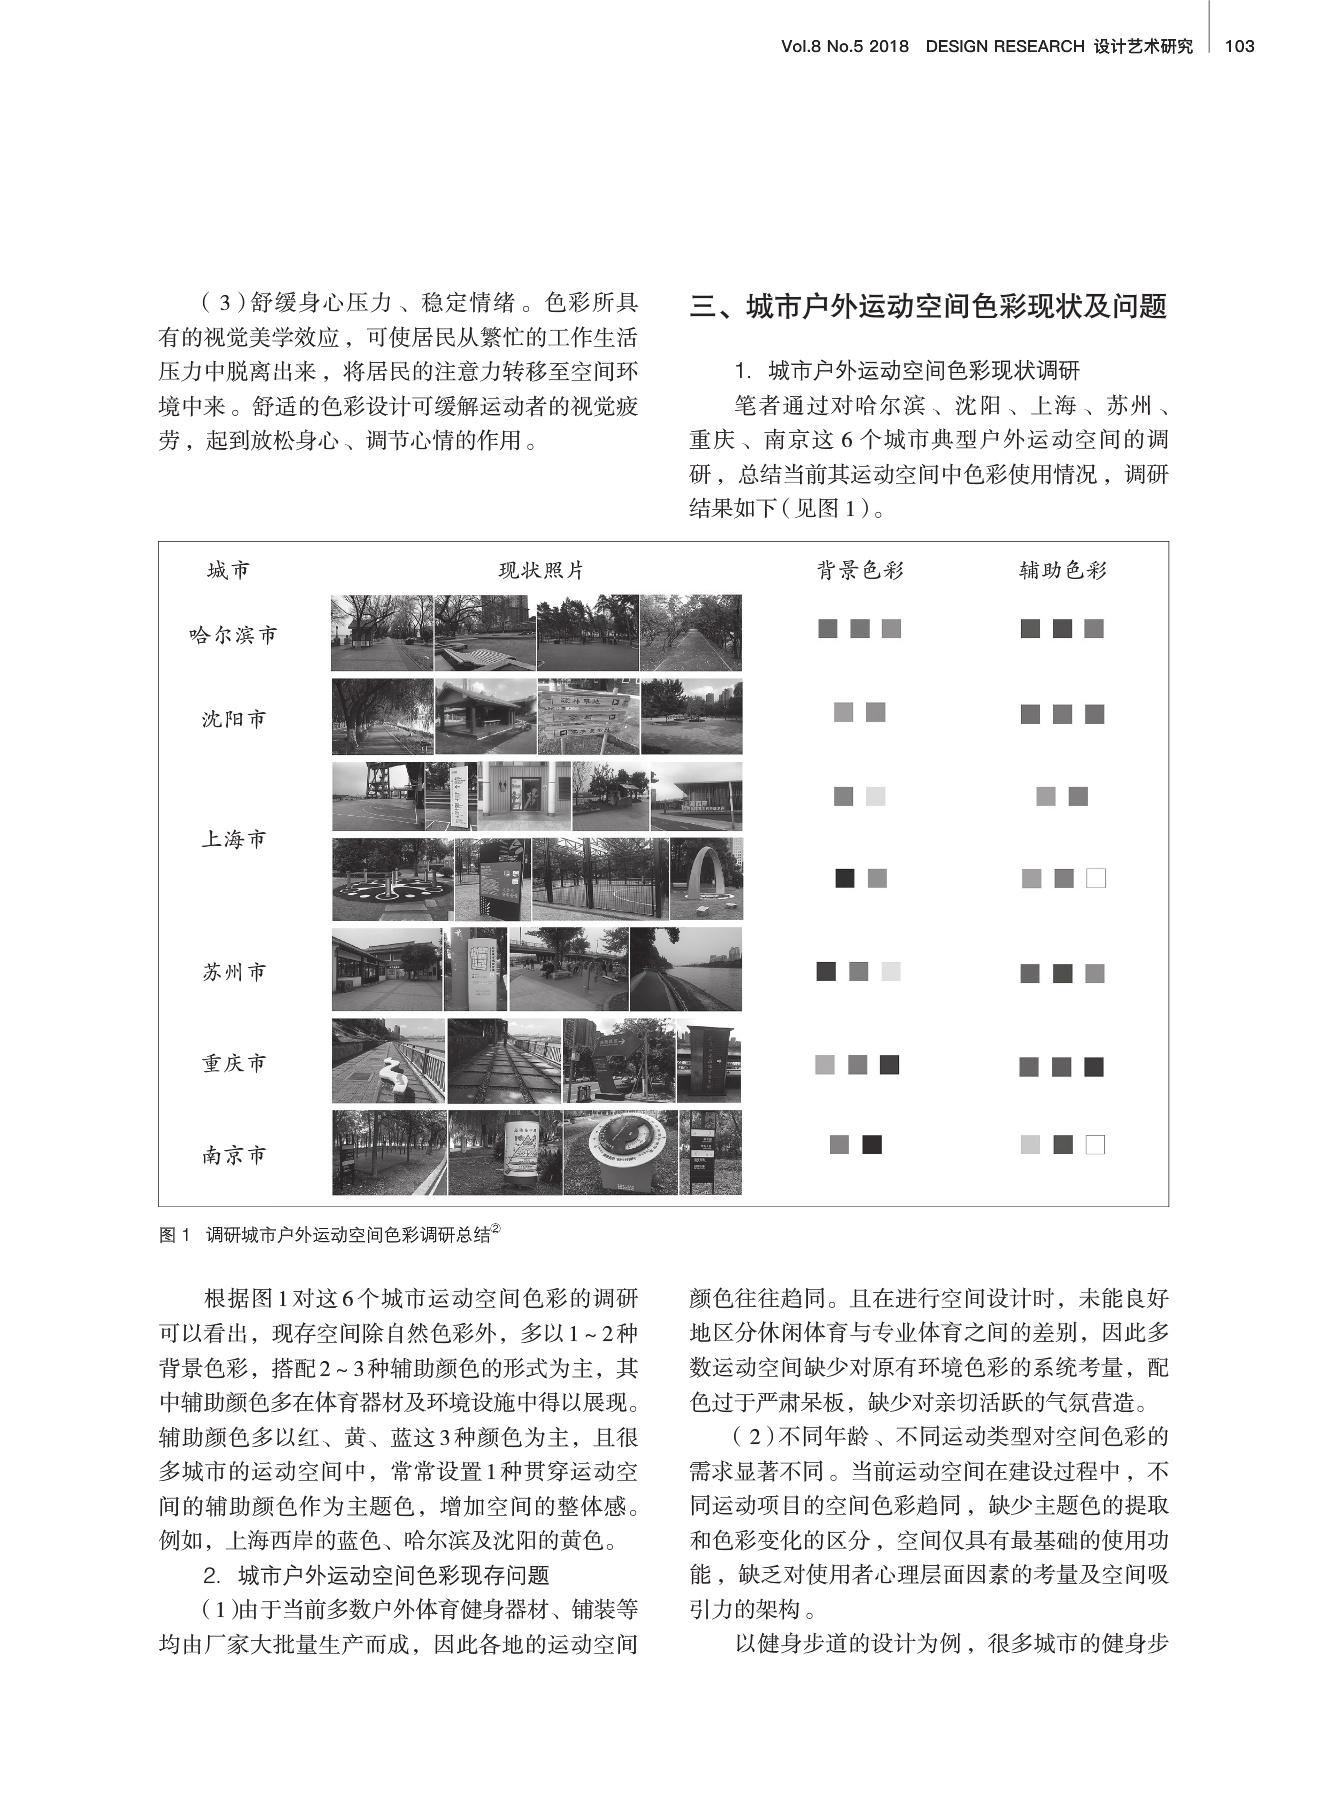 Vol.8 No.5 2018 DESIGN RESEARCH 设计艺术研究 103
（3）舒缓身心压力、稳定情绪。色彩所具
有的视觉美学效应，可使居民从繁忙的工作生活
压力中脱离出来，将居民的注意力转移至空间环
境中来。舒适的色彩设计可缓解运动者的视觉疲
劳，起到放松身心、调节心情的作用。
三、城市户外运动空间色彩现状及问题
1. 城市户外运动空间色彩现状调研
笔者通过对哈尔滨、沈阳、上海、苏州、
重庆、南京这 6 个城市典型户外运动空间的调
研，总结当前其运动空间中色彩使用情况，调研
结果如下（见图 1）。
城市 现状照片 背景色彩 辅助色彩
哈尔滨市
沈阳市
上海市
苏州市
重庆市
南京市
图 1 调研城市户外运动空间色彩调研总结②
根据图1对这6个城市运动空间色彩的调研
可以看出，现存空间除自然色彩外，多以1~2种
背景色彩，搭配2~3种辅助颜色的形式为主，其
中辅助颜色多在体育器材及环境设施中得以展现。
辅助颜色多以红、黄、蓝这3种颜色为主，且很
多城市的运动空间中，常常设置1种贯穿运动空
间的辅助颜色作为主题色，增加空间的整体感。
例如，上海西岸的蓝色、哈尔滨及沈阳的黄色。
2. 城市户外运动空间色彩现存问题
（1）由于当前多数户外体育健身器材、铺装等
均由厂家大批量生产而成，因此各地的运动空间
颜色往往趋同。且在进行空间设计时，未能良好
地区分休闲体育与专业体育之间的差别，因此多
数运动空间缺少对原有环境色彩的系统考量，配
色过于严肃呆板，缺少对亲切活跃的气氛营造。
（2）不同年龄、不同运动类型对空间色彩的
需求显著不同。当前运动空间在建设过程中，不
同运动项目的空间色彩趋同，缺少主题色的提取
和色彩变化的区分，空间仅具有最基础的使用功
能，缺乏对使用者心理层面因素的考量及空间吸
引力的架构。
以健身步道的设计为例，很多城市的健身步